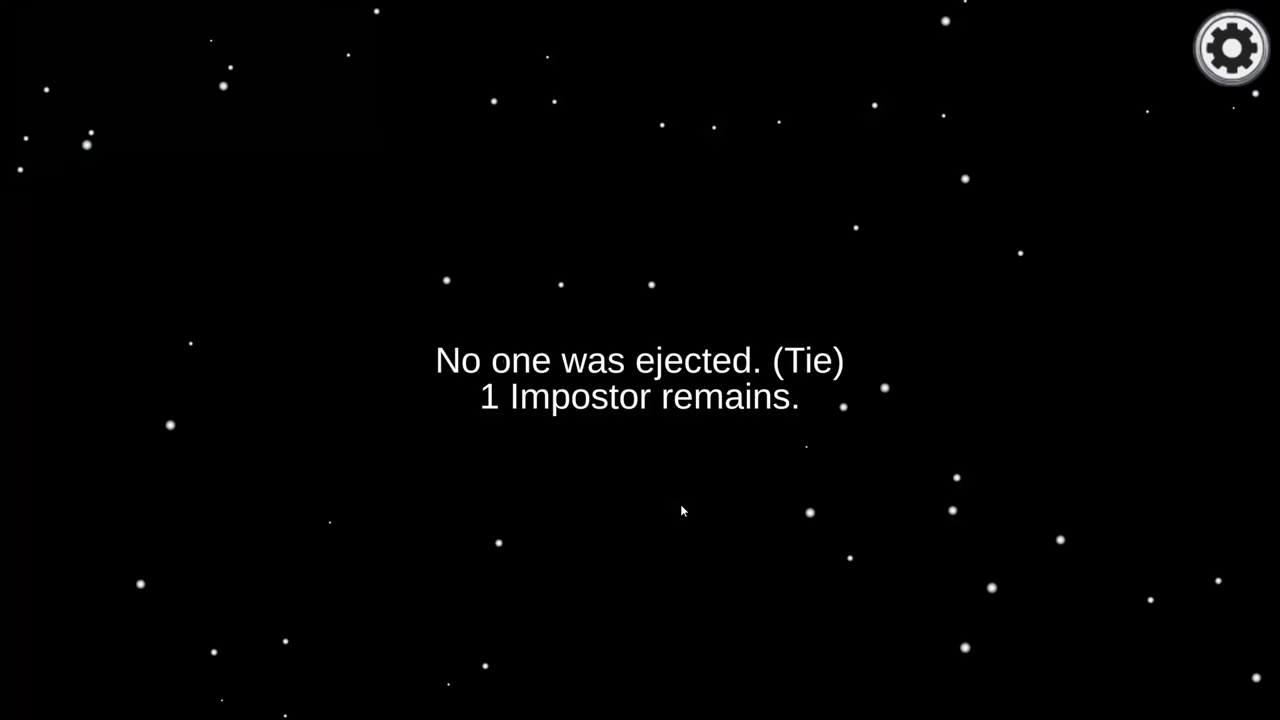 No one was ejected. (Tie)
1 Impostor remains.